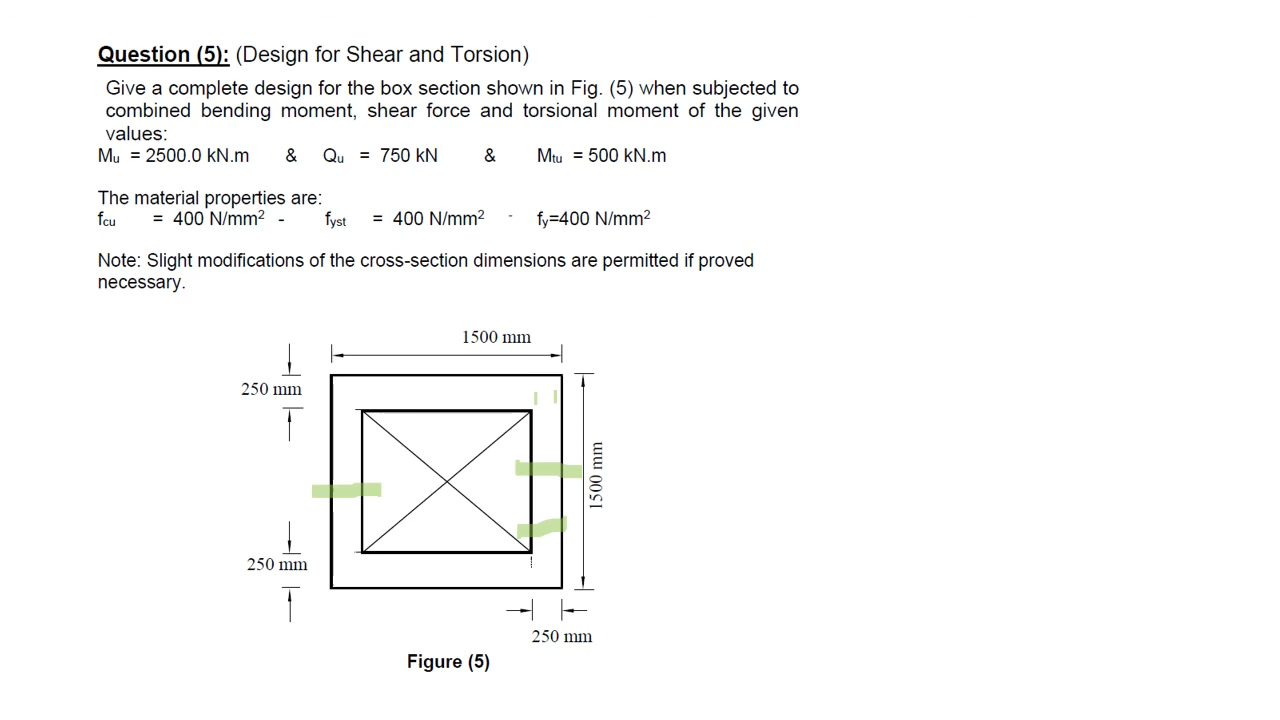 Question (5): (Design for Shear and Torsion)
Give a complete design for the box section shown in Fig. (5) when subjected to
combined bending moment, shear force and torsional moment of the given
values:
Mu = 2500.0 kN.m & Qu = 750 kN & Mtu = 500 kN.m
The material properties are:
fcu = 400 N/mm2 - fyst = 400 N/mm2 - fy=400 N/mm2
Note: Slight modifications of the cross-section dimensions are permitted if proved
necessary.
1500 mm
250 mm
1500 mm
250 mm
250 mm
Figure (5)